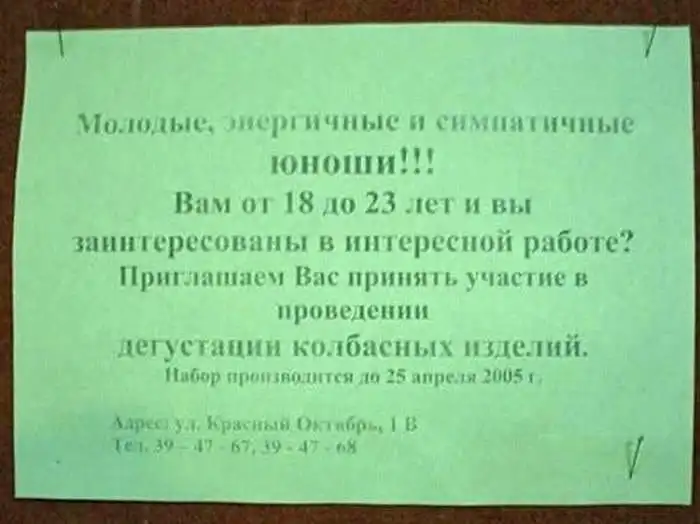 Молодые, энергичные и симпатичные
юноши!!!
Вам от 18 до 23 лет и вы
заинтересованы в интересной работе?
Приглашаем Вас принять участие в
проведении
дегустации колбасных изделий.
Набор производится до 25 апреля 2005 г.
Адрес: ул. Красный Октябрь, 1 В
Тел. 39 – 47 - 67, 39 - 47 - 68